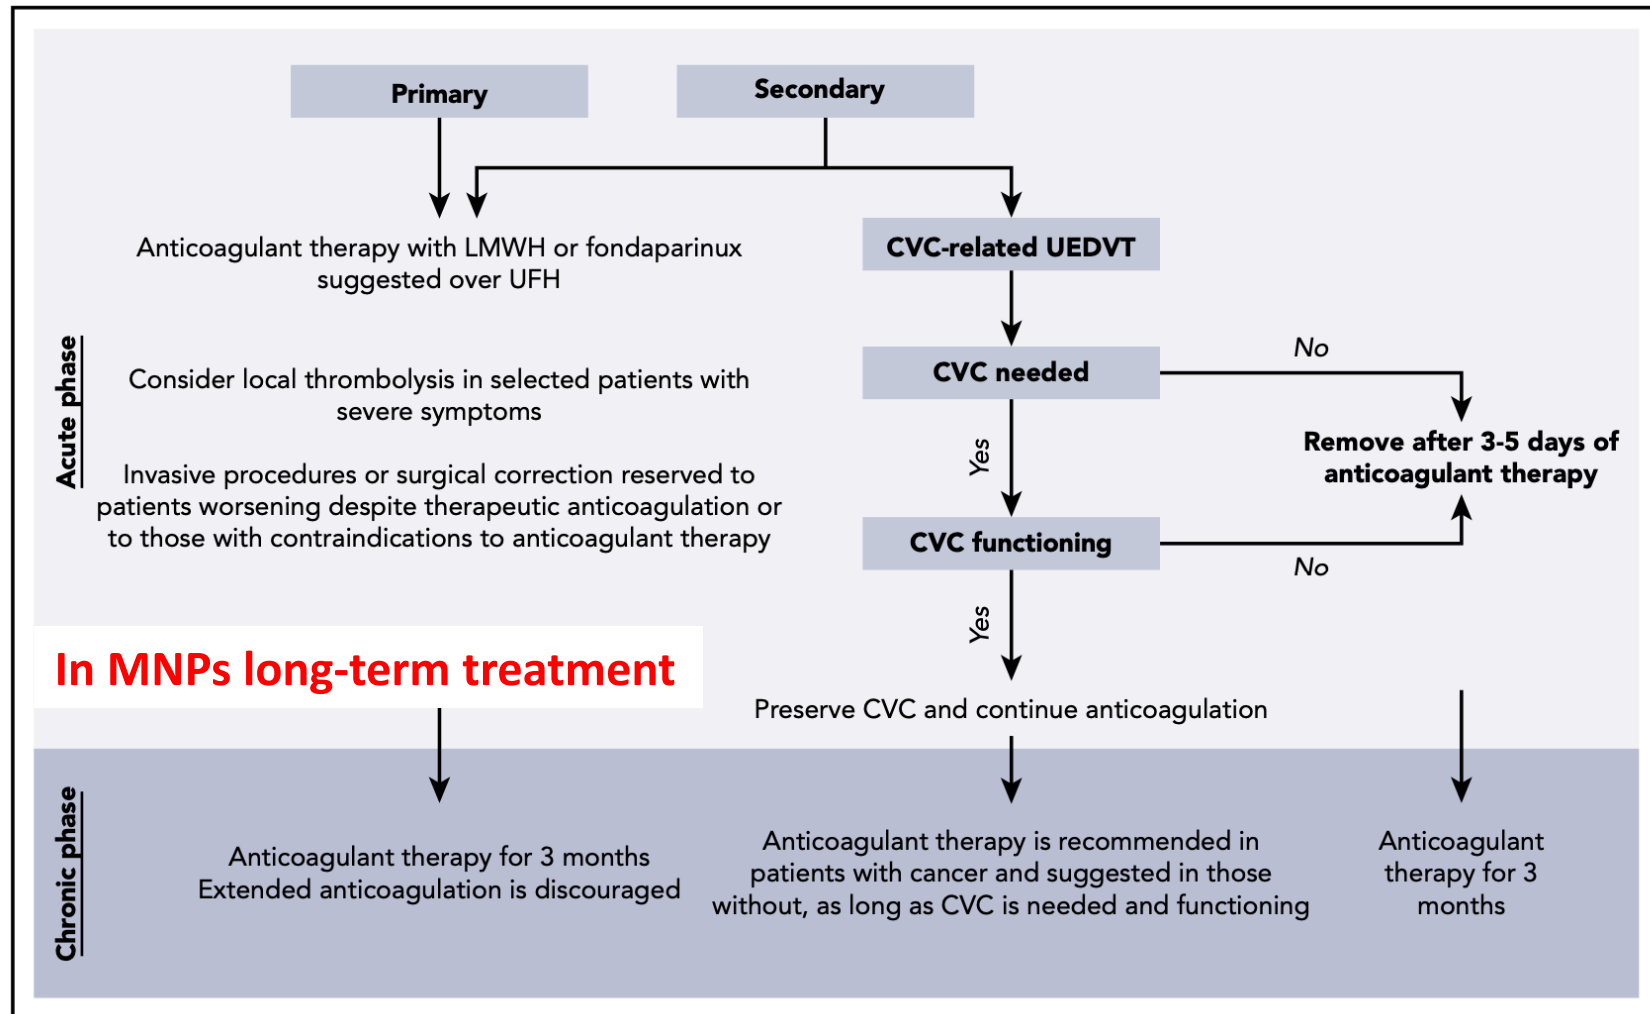 Primary
Secondary
Anticoagulant therapy with LMWH or fondaparinux
suggested over UFH
CVC-related UEDVT
Acute phase
Consider local thrombolysis in selected patients with
severe symptoms
CVC needed
No
Yes
Remove after 3-5 days of
anticoagulant therapy
Invasive procedures or surgical correction reserved to
patients worsening despite therapeutic anticoagulation or
to those with contraindications to anticoagulant therapy
CVC functioning
No
Yes
In MNPs long-term treatment
Preserve CVC and continue anticoagulation
Chronic phase
Anticoagulant therapy for 3 months
Extended anticoagulation is discouraged
Anticoagulant therapy is recommended in
patients with cancer and suggested in those
without, as long as CVC is needed and functioning
Anticoagulant
therapy for 3
months